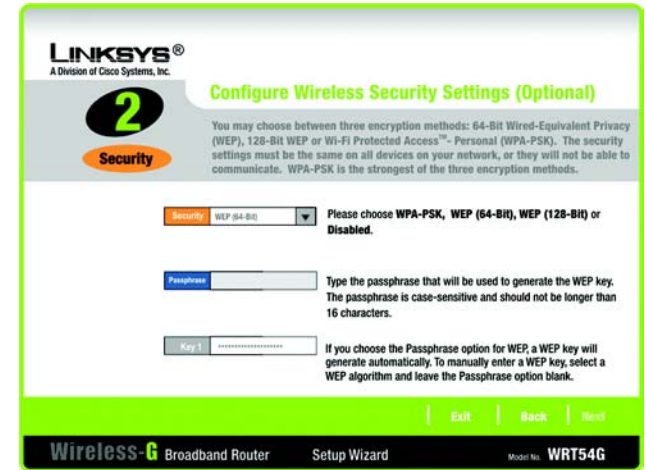 LINKSYS®
A Division of Cisco Systems, Inc.
2
Security
Configure Wireless Security Settings (Optional)
You may choose between three encryption methods: 64-Bit Wired-Equivalent Privacy
(WEP), 128-Bit WEP or Wi-Fi Protected Access™- Personal (WPA-PSK). The security
settings must be the same on all devices on your network, or they will not be able to
communicate. WPA-PSK is the strongest of the three encryption methods.
Security WEP (64-Bit)
Please choose WPA-PSK, WEP (64-Bit), WEP (128-Bit) or
Disabled.
Passphrase
Type the passphrase that will be used to generate the WEP key.
The passphrase is case-sensitive and should not be longer than
16 characters.
Key 1 ********************
If you choose the Passphrase option for WEP, a WEP key will
generate automatically. To manually enter a WEP key, select a
WEP algorithm and leave the Passphrase option blank.
Exit Back Next
Wireless-G Broadband Router Setup Wizard Model No. WRT54G